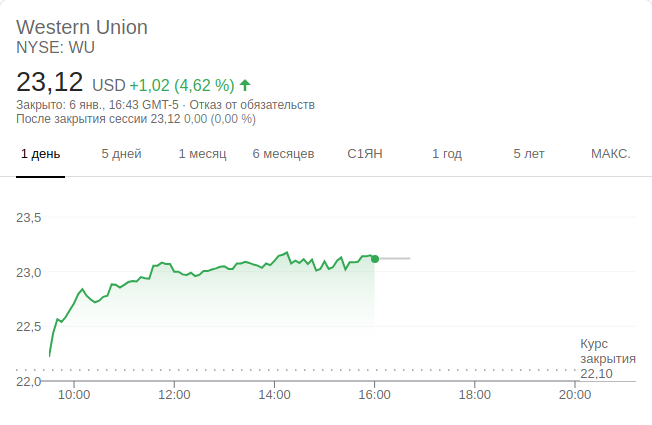 Western Union
NYSE: WU
23,12 USD +1,02 (4,62 %)
Закрыто: 6 янв., 16:43 GMT-5 · Отказ от обязательств
После закрытия сессии 23,12 0,00 (0,00 %)
1 день 5 дней 1 месяц 6 месяцев С1ЯН 1 год 5 лет МАКС.
23,5
23,0
22,5
Курс
закрытия
22,10
22,0
10:00 12:00 14:00 16:00 18:00 20:00